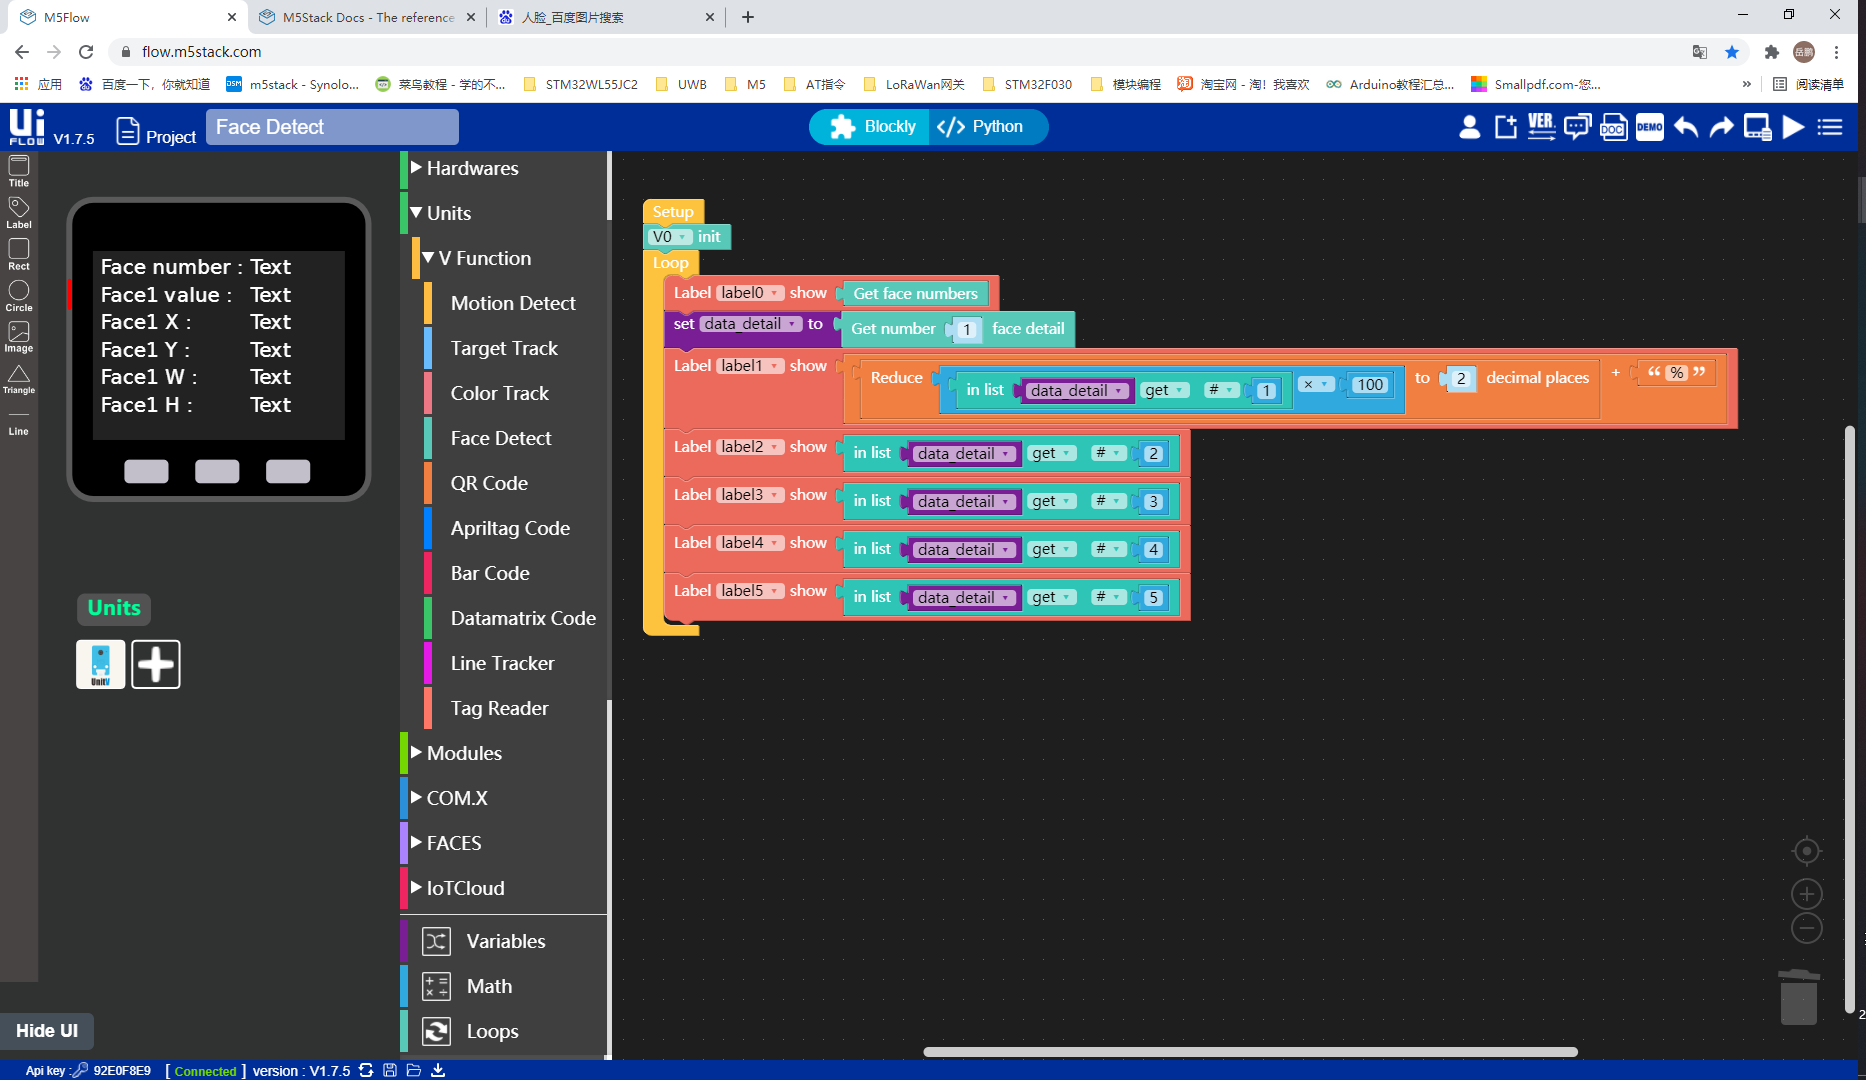 M5Flow
M5Stack Docs - The reference
人脸_百度图片搜索
flow.m5stack.com
岳鹏
应用
百度一下，你就知道
DSM m5stack - Synolo...
菜鸟教程 - 学的不...
STM32WL55JC2
UWB
M5
AT指令
LoRaWan网关
STM32F030
模块编程
淘 淘宝网 - 淘！我喜欢
Arduino教程汇总...
Smallpdf.com-您...
»
阅读清单
Ui FLOW V1.7.5
Project
Face Detect
Blockly
</> Python
VER.
DOC
DEMO
Title
Label
Rect
Circle
Image
Triangle
Line
Face number : Text
Face1 value : Text
Face1 X : Text
Face1 Y : Text
Face1 W : Text
Face1 H : Text
Units
UnitV
Hide UI
Hardwares
Units
V Function
Motion Detect
Target Track
Color Track
Face Detect
QR Code
Apriltag Code
Bar Code
Datamatrix Code
Line Tracker
Tag Reader
Modules
COM.X
FACES
IoTCloud
Variables
Math
Loops
Setup
V0 init
Loop
Label label0 show Get face numbers
set data_detail to Get number 1 face detail
Label label1 show Reduce in list data_detail get # 1 × 100 to 2 decimal places + “ % ”
Label label2 show in list data_detail get # 2
Label label3 show in list data_detail get # 3
Label label4 show in list data_detail get # 4
Label label5 show in list data_detail get # 5
2
Api key : 92E0F8E9 [ Connected ] version : V1.7.5